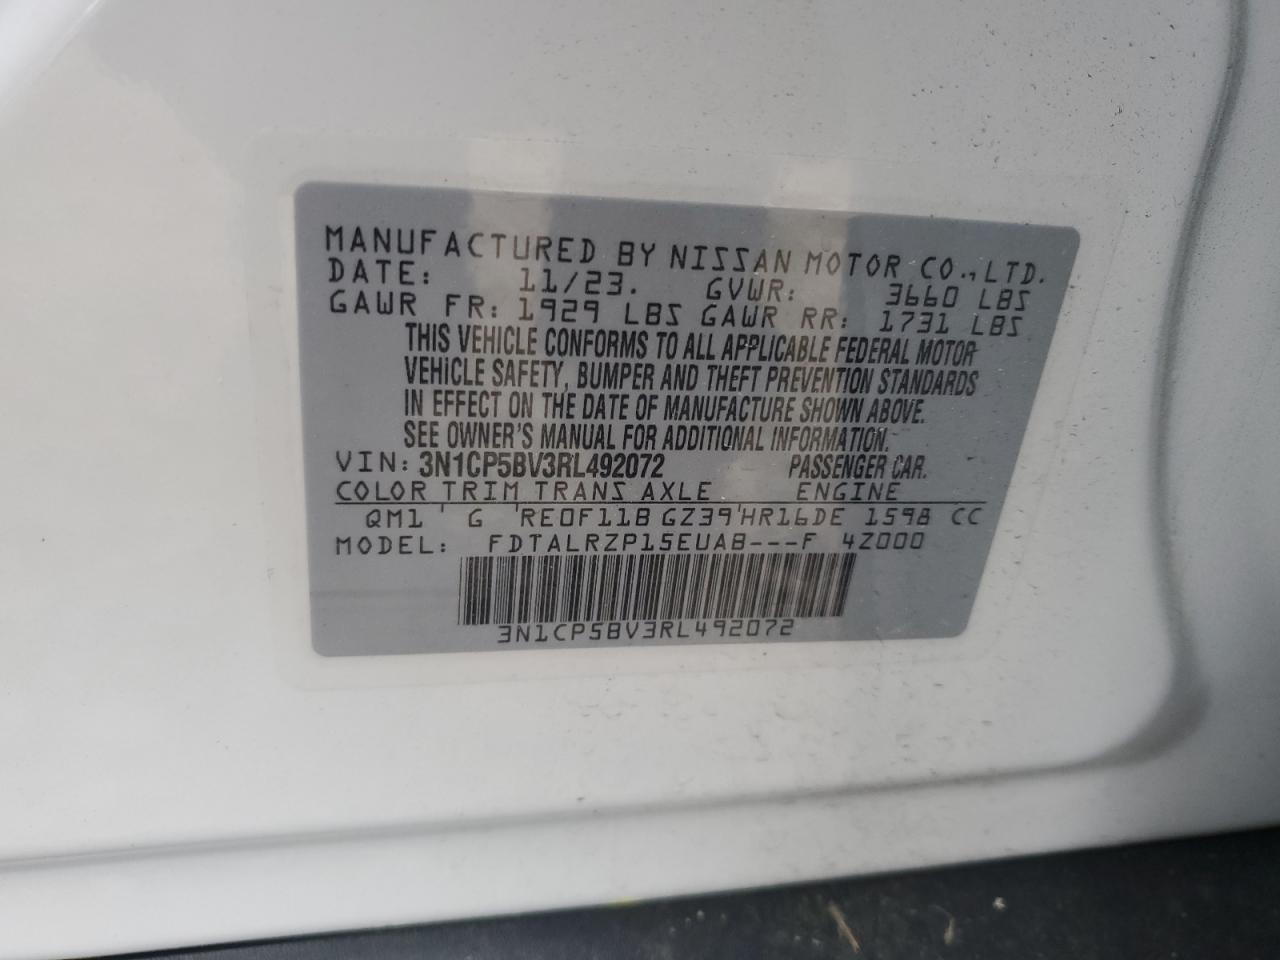 MANUFACTURED BY NISSAN MOTOR CO.,LTD.
DATE: 11/23. GVWR: 3660 LBS
GAWR FR: 1929 LBS GAWR RR: 1731 LBS
THIS VEHICLE CONFORMS TO ALL APPLICABLE FEDERAL MOTOR
VEHICLE SAFETY, BUMPER AND THEFT PREVENTION STANDARDS
IN EFFECT ON THE DATE OF MANUFACTURE SHOWN ABOVE.
SEE OWNER'S MANUAL FOR ADDITIONAL INFORMATION.
VIN: 3N1CP5BV3RL492072 PASSENGER CAR.
COLOR TRIM TRANS AXLE ENGINE
QM1 ' G 'RE0F11B GZ39'HR16DE 1598 CC
MODEL: FDTALRZP15EUAB---F 4Z000
3N1CP5BV3RL492072